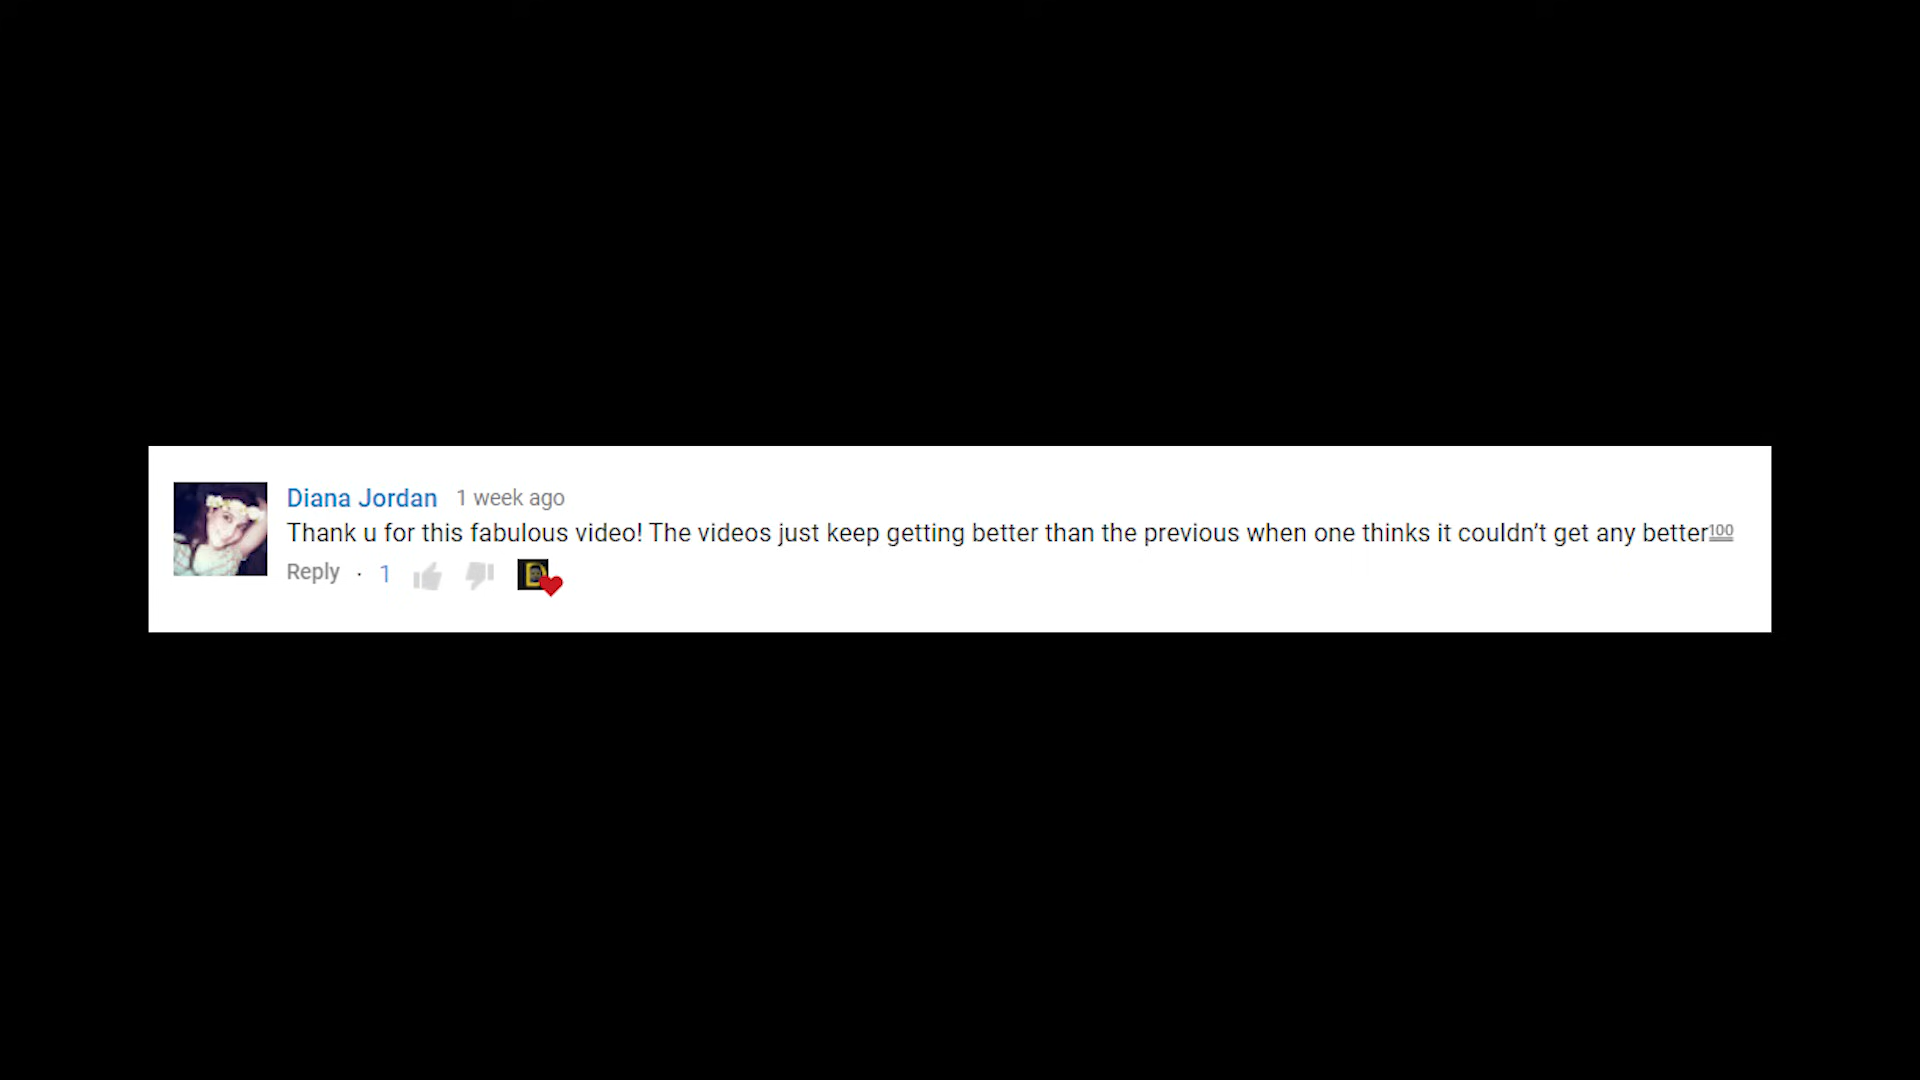 Diana Jordan 1 week ago
Thank u for this fabulous video! The videos just keep getting better than the previous when one thinks it couldn’t get any better💯
Reply · 1